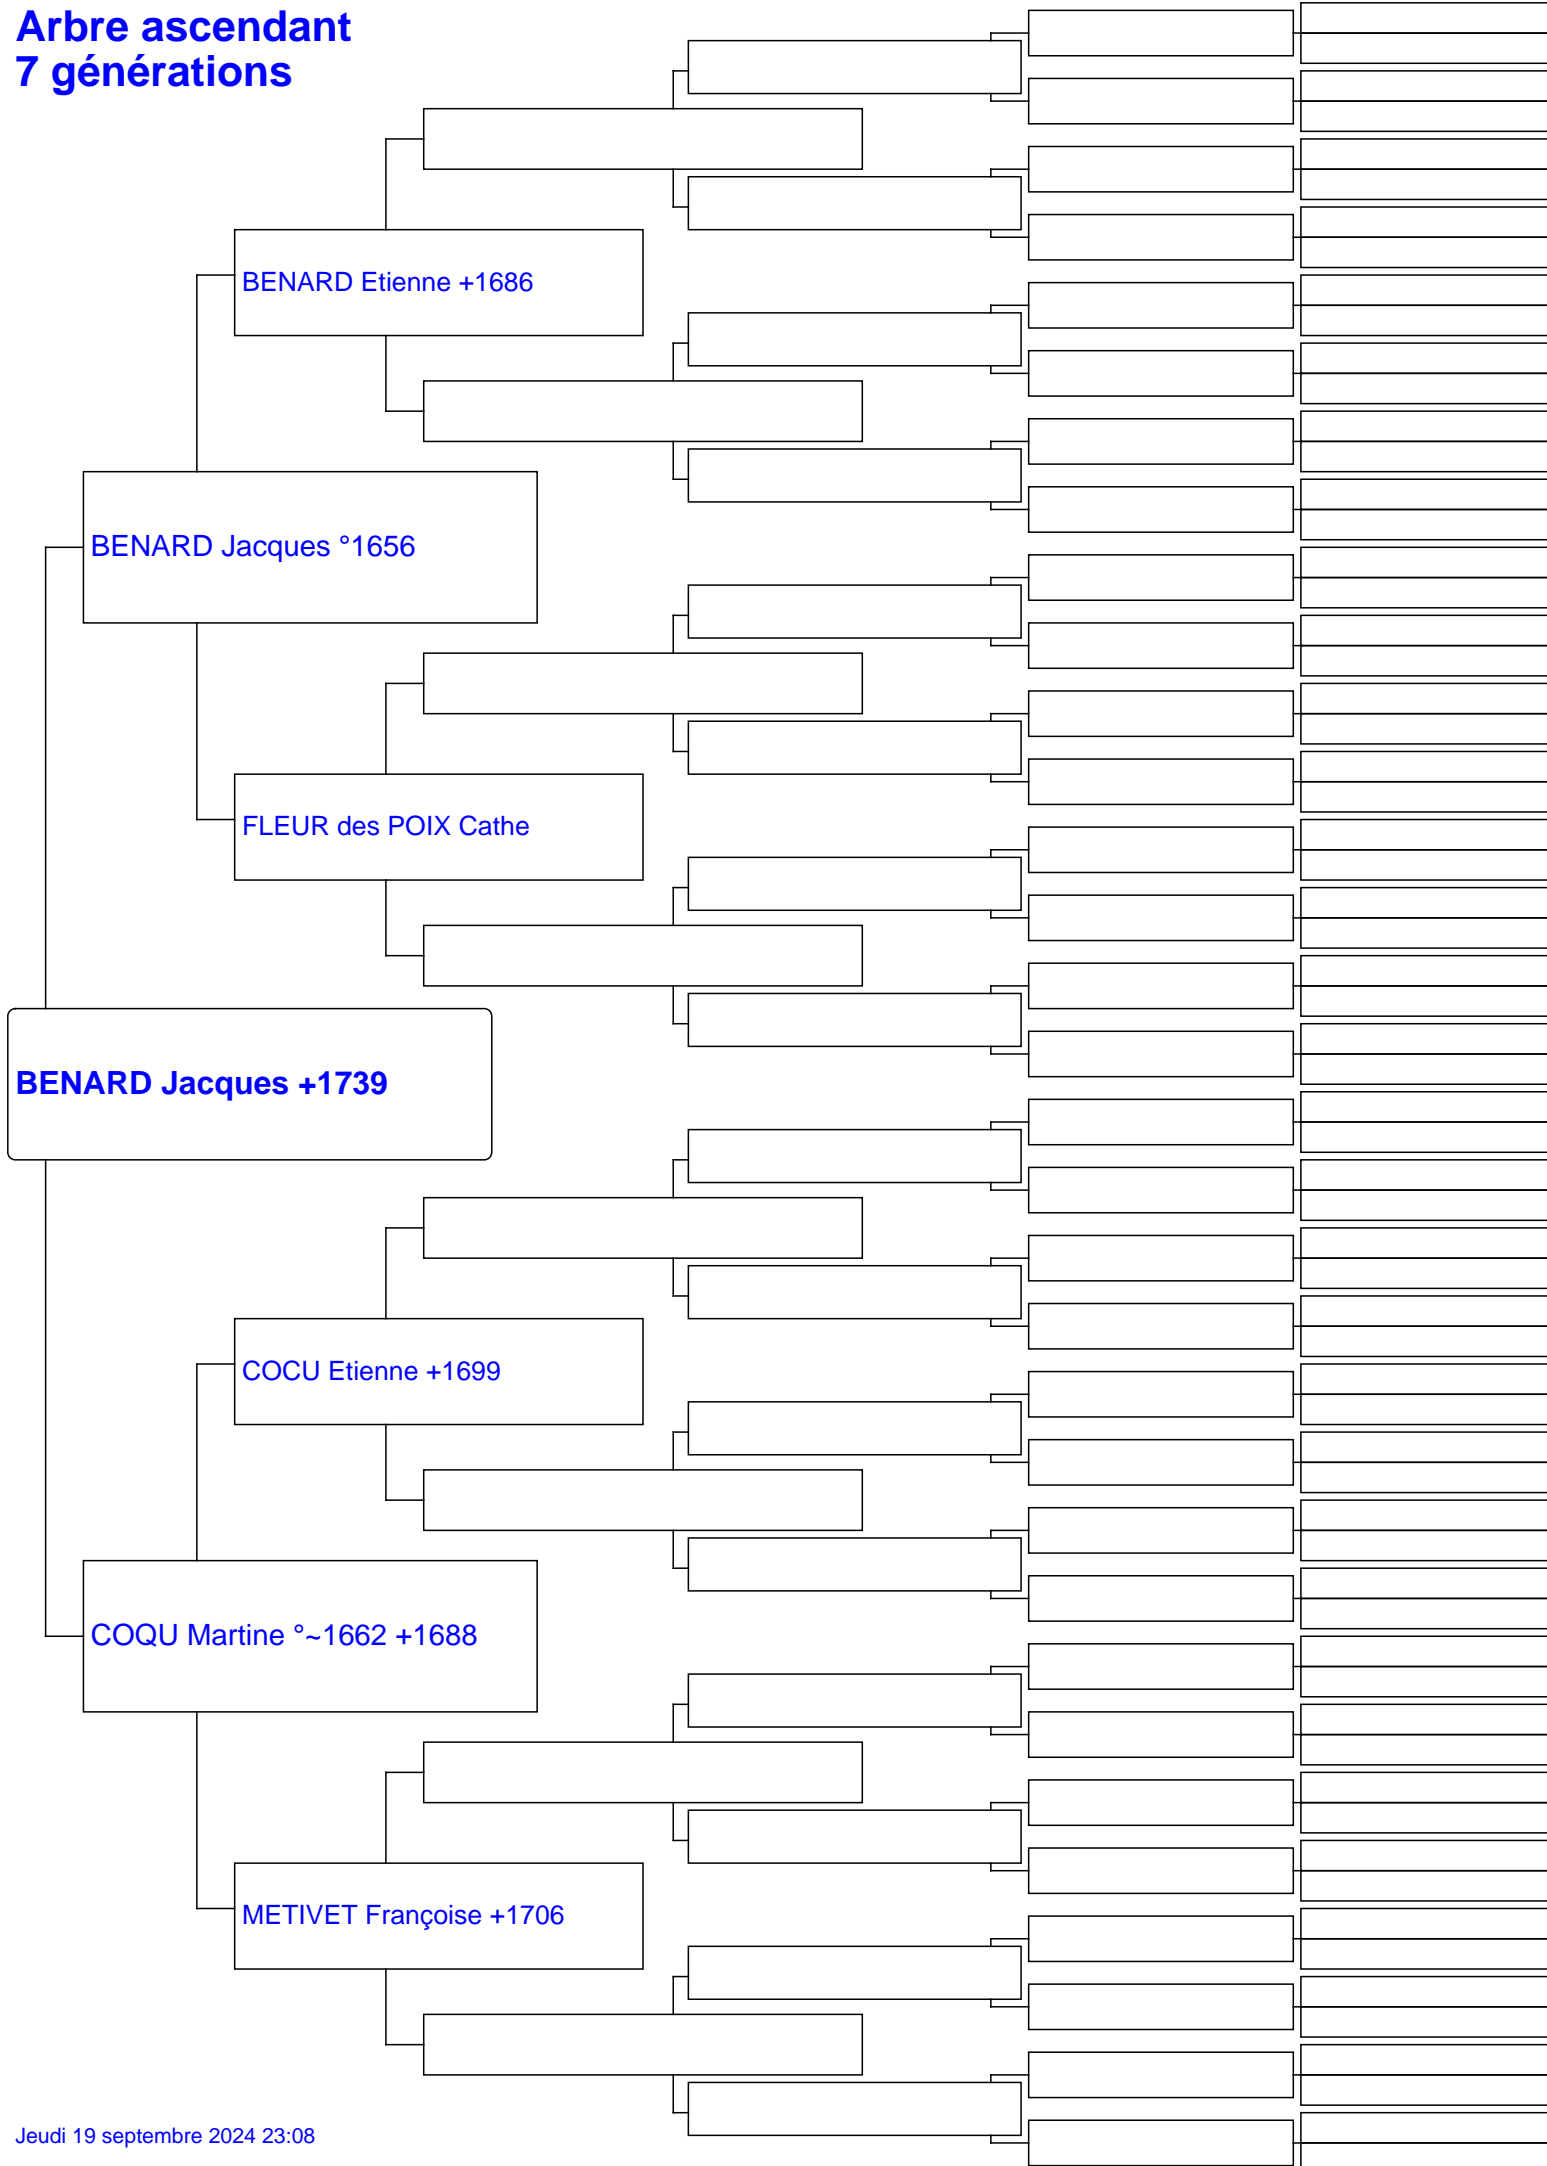 Arbre ascendant
7 générations
BENARD Etienne +1686
BENARD Jacques °1656
FLEUR des POIX Cathe
BENARD Jacques +1739
COCU Etienne +1699
COQU Martine °~1662 +1688
METIVET Françoise +1706
Jeudi 19 septembre 2024 23:08